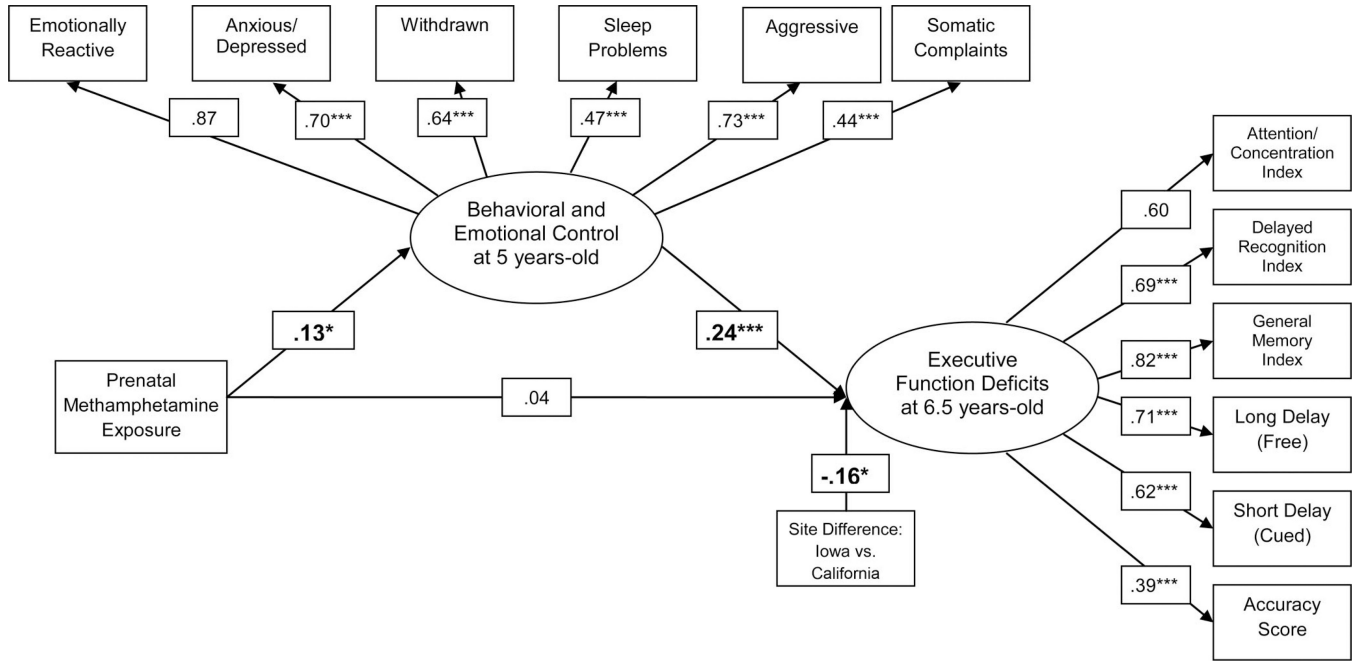 Emotionally
Reactive
Anxious/
Depressed
Withdrawn
Sleep
Problems
Aggressive
Somatic
Complaints
.87
.70***
.64***
.47***
.73***
.44***
Behavioral and
Emotional Control
at 5 years-old
Attention/
Concentration
Index
.60
Delayed
Recognition
Index
.69***
.13*
.24***
General
Memory
Index
.82***
Prenatal
Methamphetamine
Exposure
.04
Executive
Function Deficits
at 6.5 years-old
.71***
Long Delay
(Free)
-.16*
.62***
Short Delay
(Cued)
Site Difference:
Iowa vs.
California
.39***
Accuracy
Score